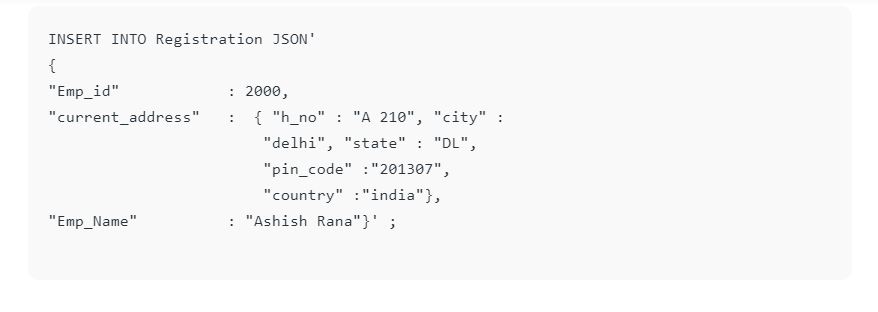 INSERT INTO Registration JSON'
{
"Emp_id"            : 2000,
"current_address"   :  { "h_no" : "A 210", "city" :
                        "delhi", "state" : "DL",
                        "pin_code" :"201307",
                        "country" :"india"},
"Emp_Name"          : "Ashish Rana"}' ;